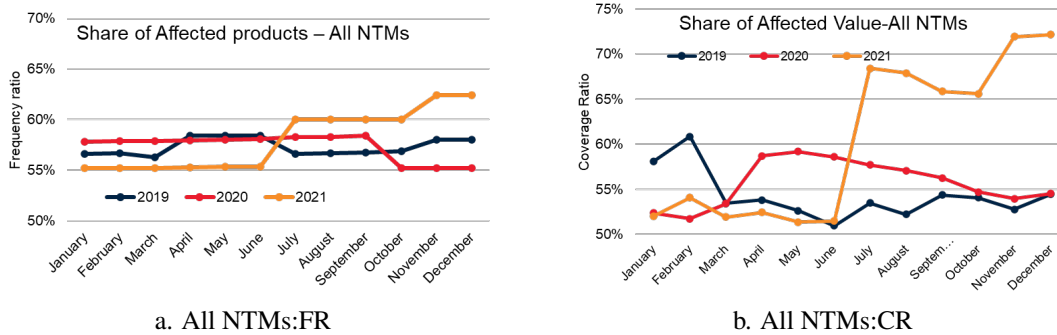 Share of Affected products – All NTMs
Frequency ratio
70%
65%
60%
55%
50%
2019
2020
2021
January
February
March
April
May
June
July
August
September
October
November
December
a. All NTMs:FR
Share of Affected Value-All NTMs
Coverage Ratio
75%
70%
65%
60%
55%
50%
2019
2020
2021
January
February
March
April
May
June
July
August
Septem...
October
November
December
b. All NTMs:CR